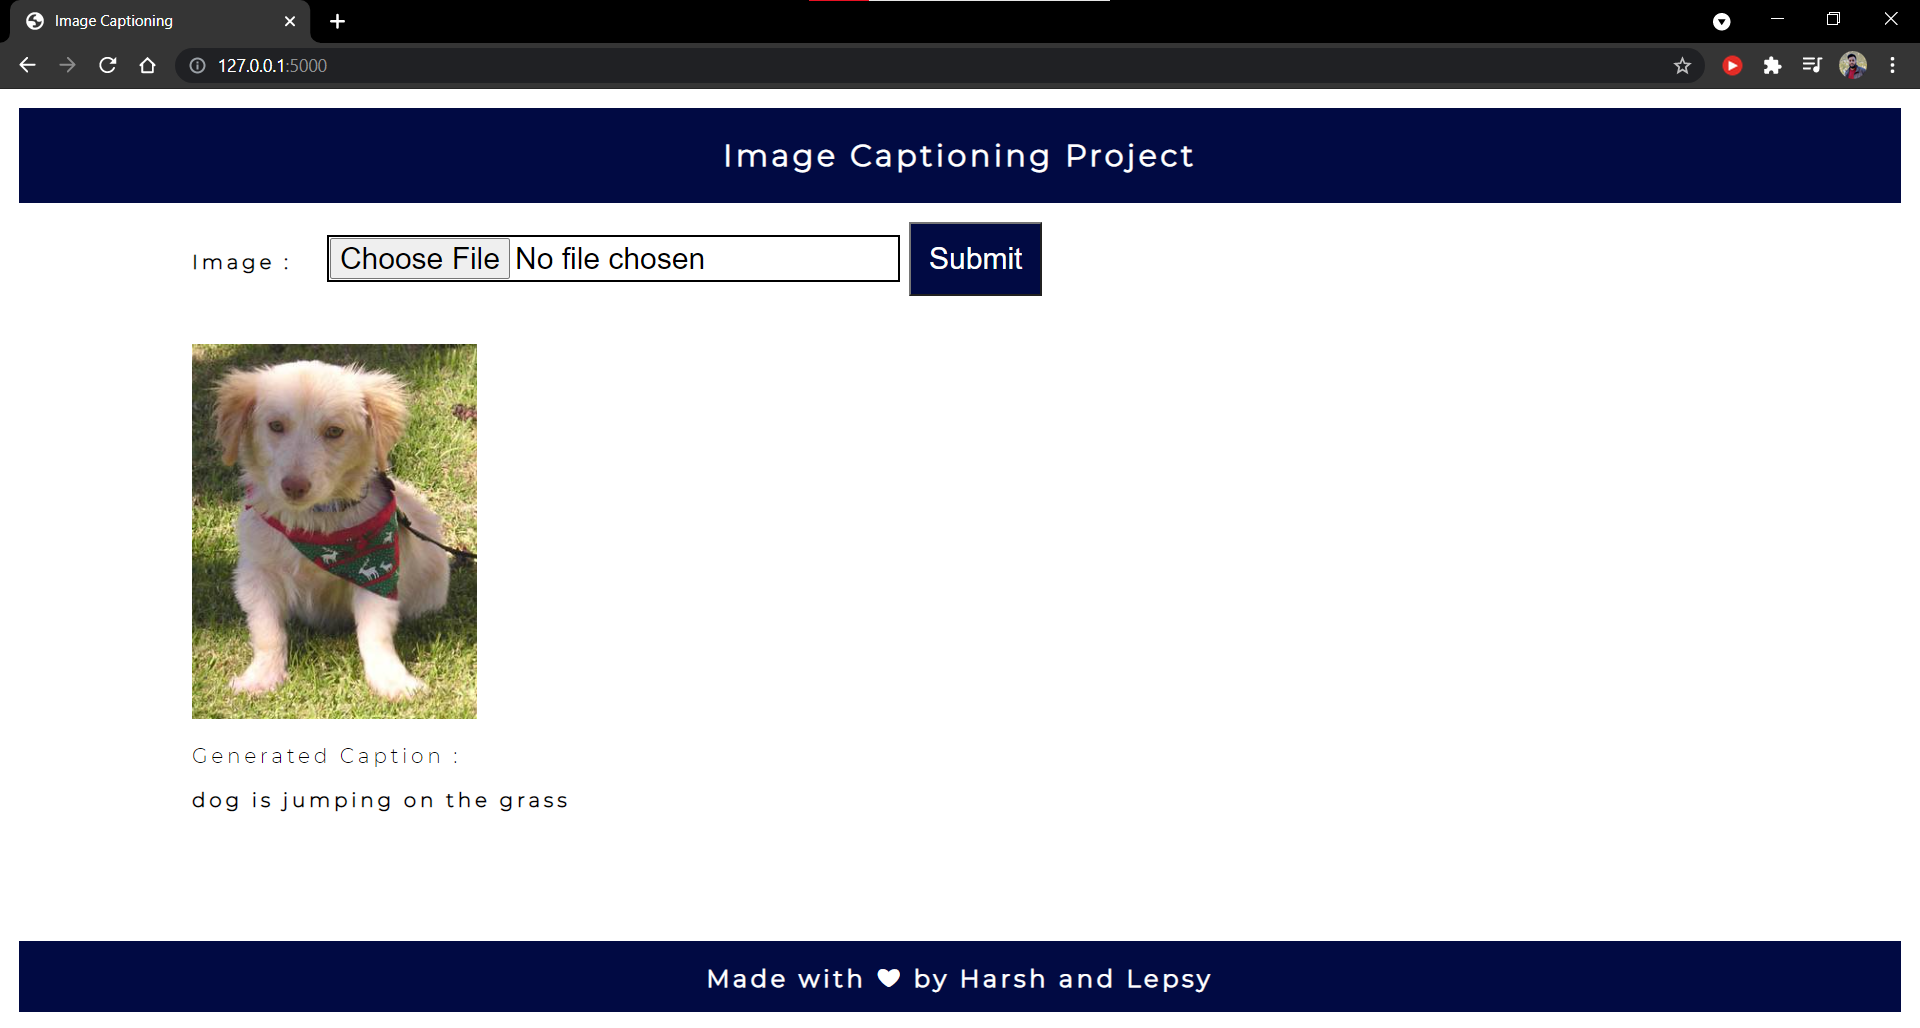 Image Captioning
127.0.0.1:5000
Image Captioning Project
Image : Choose File No file chosen Submit
Generated Caption :
dog is jumping on the grass
Made with by Harsh and Lepsy